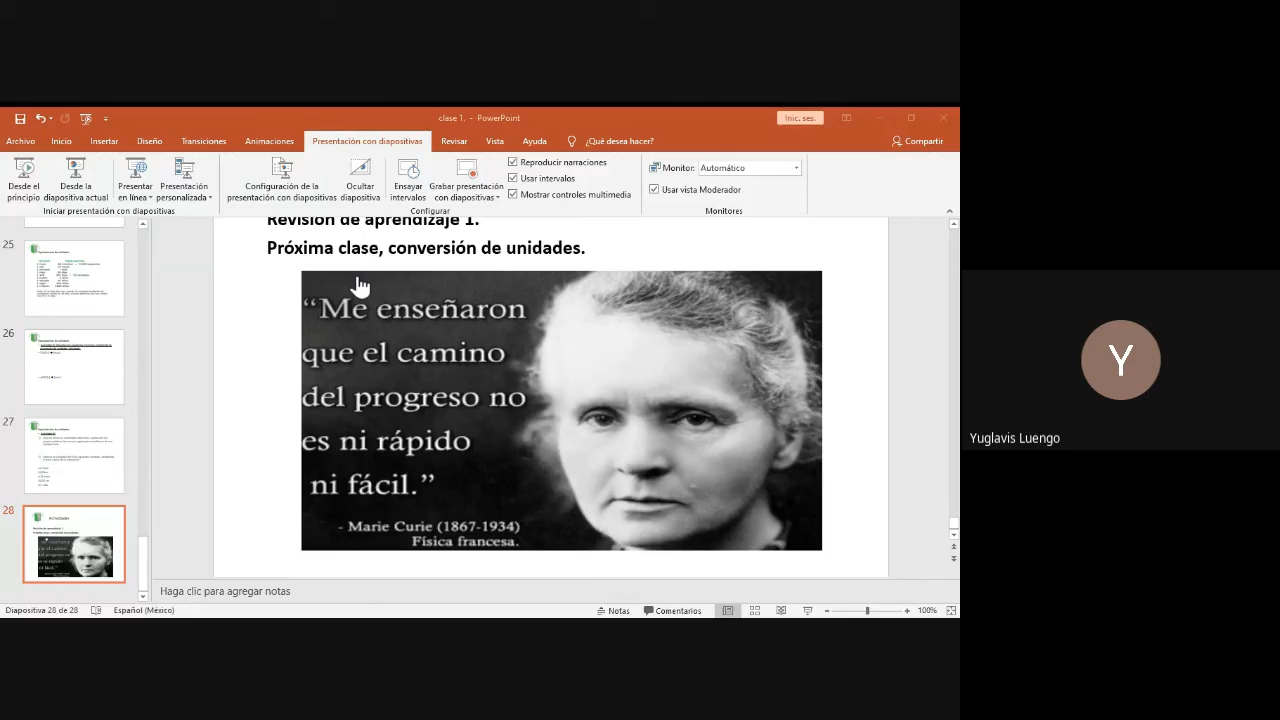 clase 1. - PowerPoint
Inic. ses.
Archivo Inicio Insertar Diseño Transiciones Animaciones Presentación con diapositivas Revisar Vista Ayuda ¿Qué desea hacer? Compartir
Desde el principio
Desde la diapositiva actual
Presentar en línea
Presentación personalizada
Iniciar presentación con diapositivas
Configuración de la presentación con diapositivas
Ocultar diapositiva
Ensayar intervalos
Grabar presentación con diapositivas
Reproducir narraciones
Usar intervalos
Mostrar controles multimedia
Configurar
Monitor: Automático
Usar vista Moderador
Monitores
25
26
27
28
Actividades
Revisión de aprendizaje 1.
Próxima clase, conversión de unidades.
“Me enseñaron
que el camino
del progreso no
es ni rápido
ni fácil.”
- Marie Curie (1867-1934)
Física francesa.
Haga clic para agregar notas
Diapositiva 28 de 28 Español (México) Notas Comentarios 100%
Y
Yuglavis Luengo